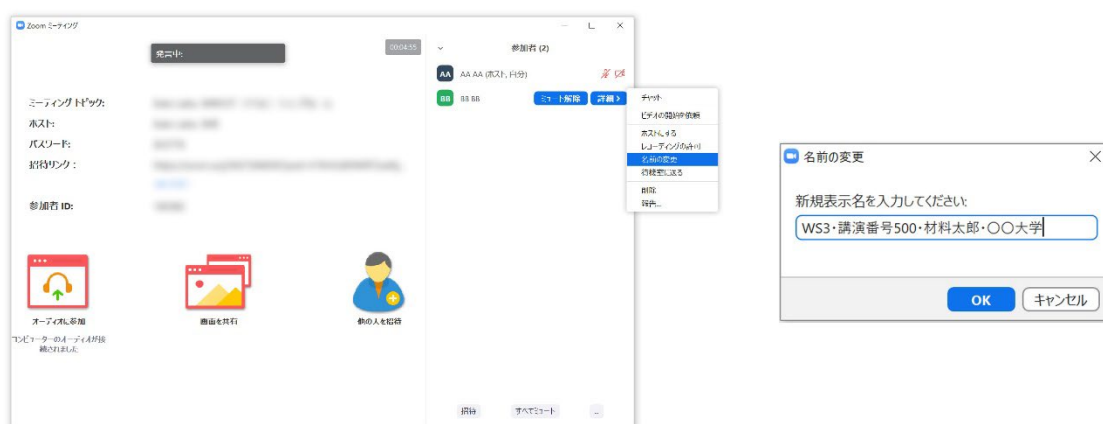 Zoom ミーティング
発言中:
00:04:55
参加者 (2)
AA
AA AA (ホスト, 自分)
BB
BB BB
ミュート解除
詳細 >
チャット
ビデオの開始を依頼
ホストにする
レコーディングの許可
名前の変更
待機室に送る
削除
報告...
ミーティング トピック:
ホスト:
パスワード:
招待リンク:
参加者 ID:
オーディオに参加
コンピューターのオーディオが接
続されました
画面を共有
他の人を招待
招待
すべてミュート
...
名前の変更
新規表示名を入力してください:
WS3・講演番号500・材料太郎・〇〇大学
OK
キャンセル